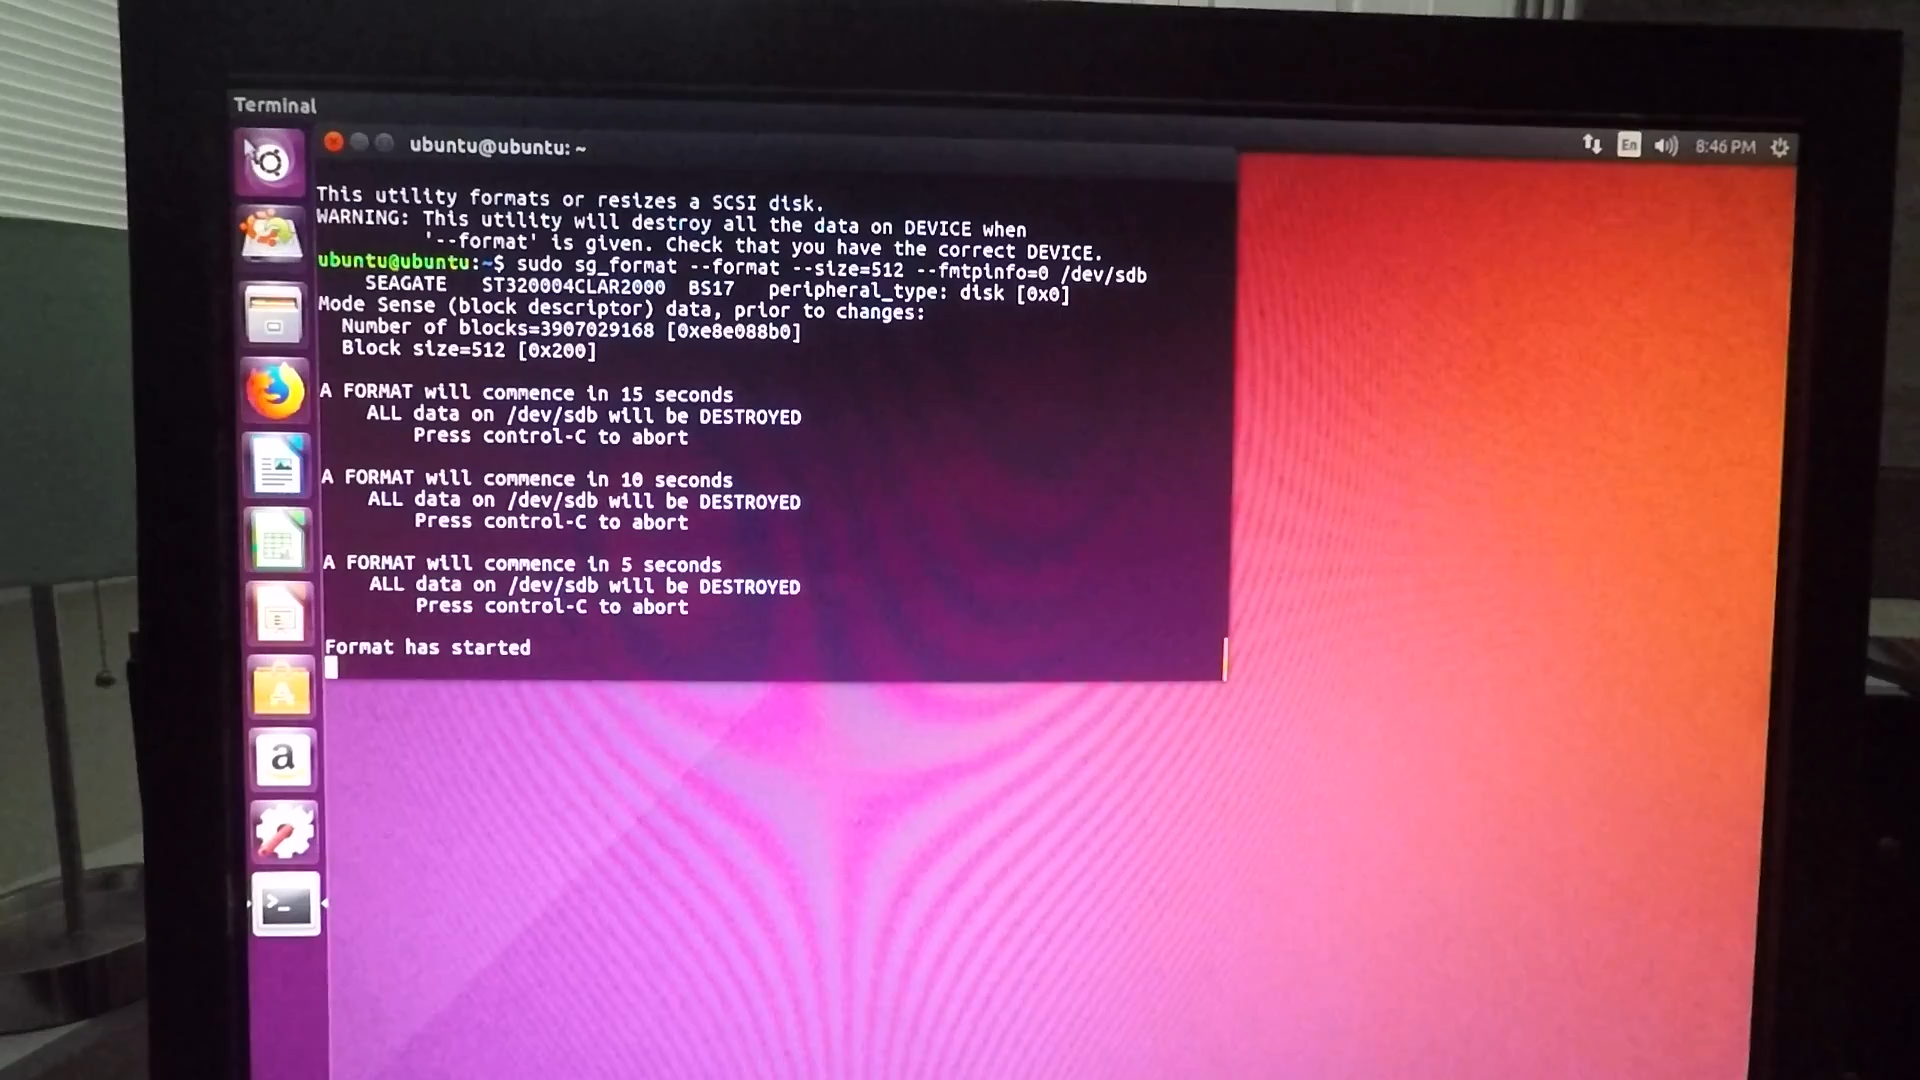 Terminal
ubuntu@ubuntu: ~
En
8:46 PM
This utility formats or resizes a SCSI disk.
WARNING: This utility will destroy all the data on DEVICE when
'--format' is given. Check that you have the correct DEVICE.
ubuntu@ubuntu:~$ sudo sg_format --format --size=512 --fmtpinfo=0 /dev/sdb
SEAGATE ST320004CLAR2000 BS17 peripheral_type: disk [0x0]
Mode Sense (block descriptor) data, prior to changes:
Number of blocks=3907029168 [0xe8e088b0]
Block size=512 [0x200]
A FORMAT will commence in 15 seconds
ALL data on /dev/sdb will be DESTROYED
Press control-C to abort
A FORMAT will commence in 10 seconds
ALL data on /dev/sdb will be DESTROYED
Press control-C to abort
A FORMAT will commence in 5 seconds
ALL data on /dev/sdb will be DESTROYED
Press control-C to abort
Format has started
a
>_